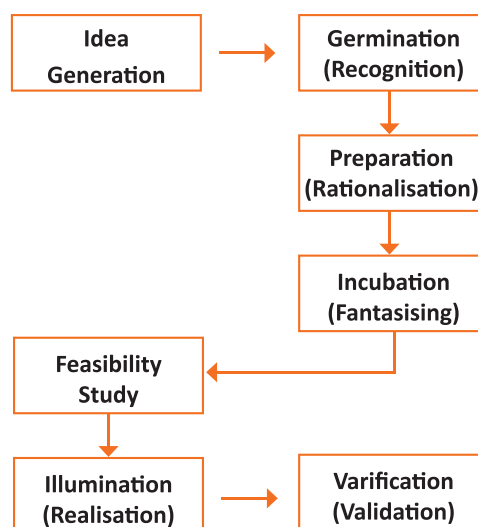 Idea
Generation
Germination
(Recognition)
Preparation
(Rationalisation)
Incubation
(Fantasising)
Feasibility
Study
Illumination
(Realisation)
Varification
(Validation)